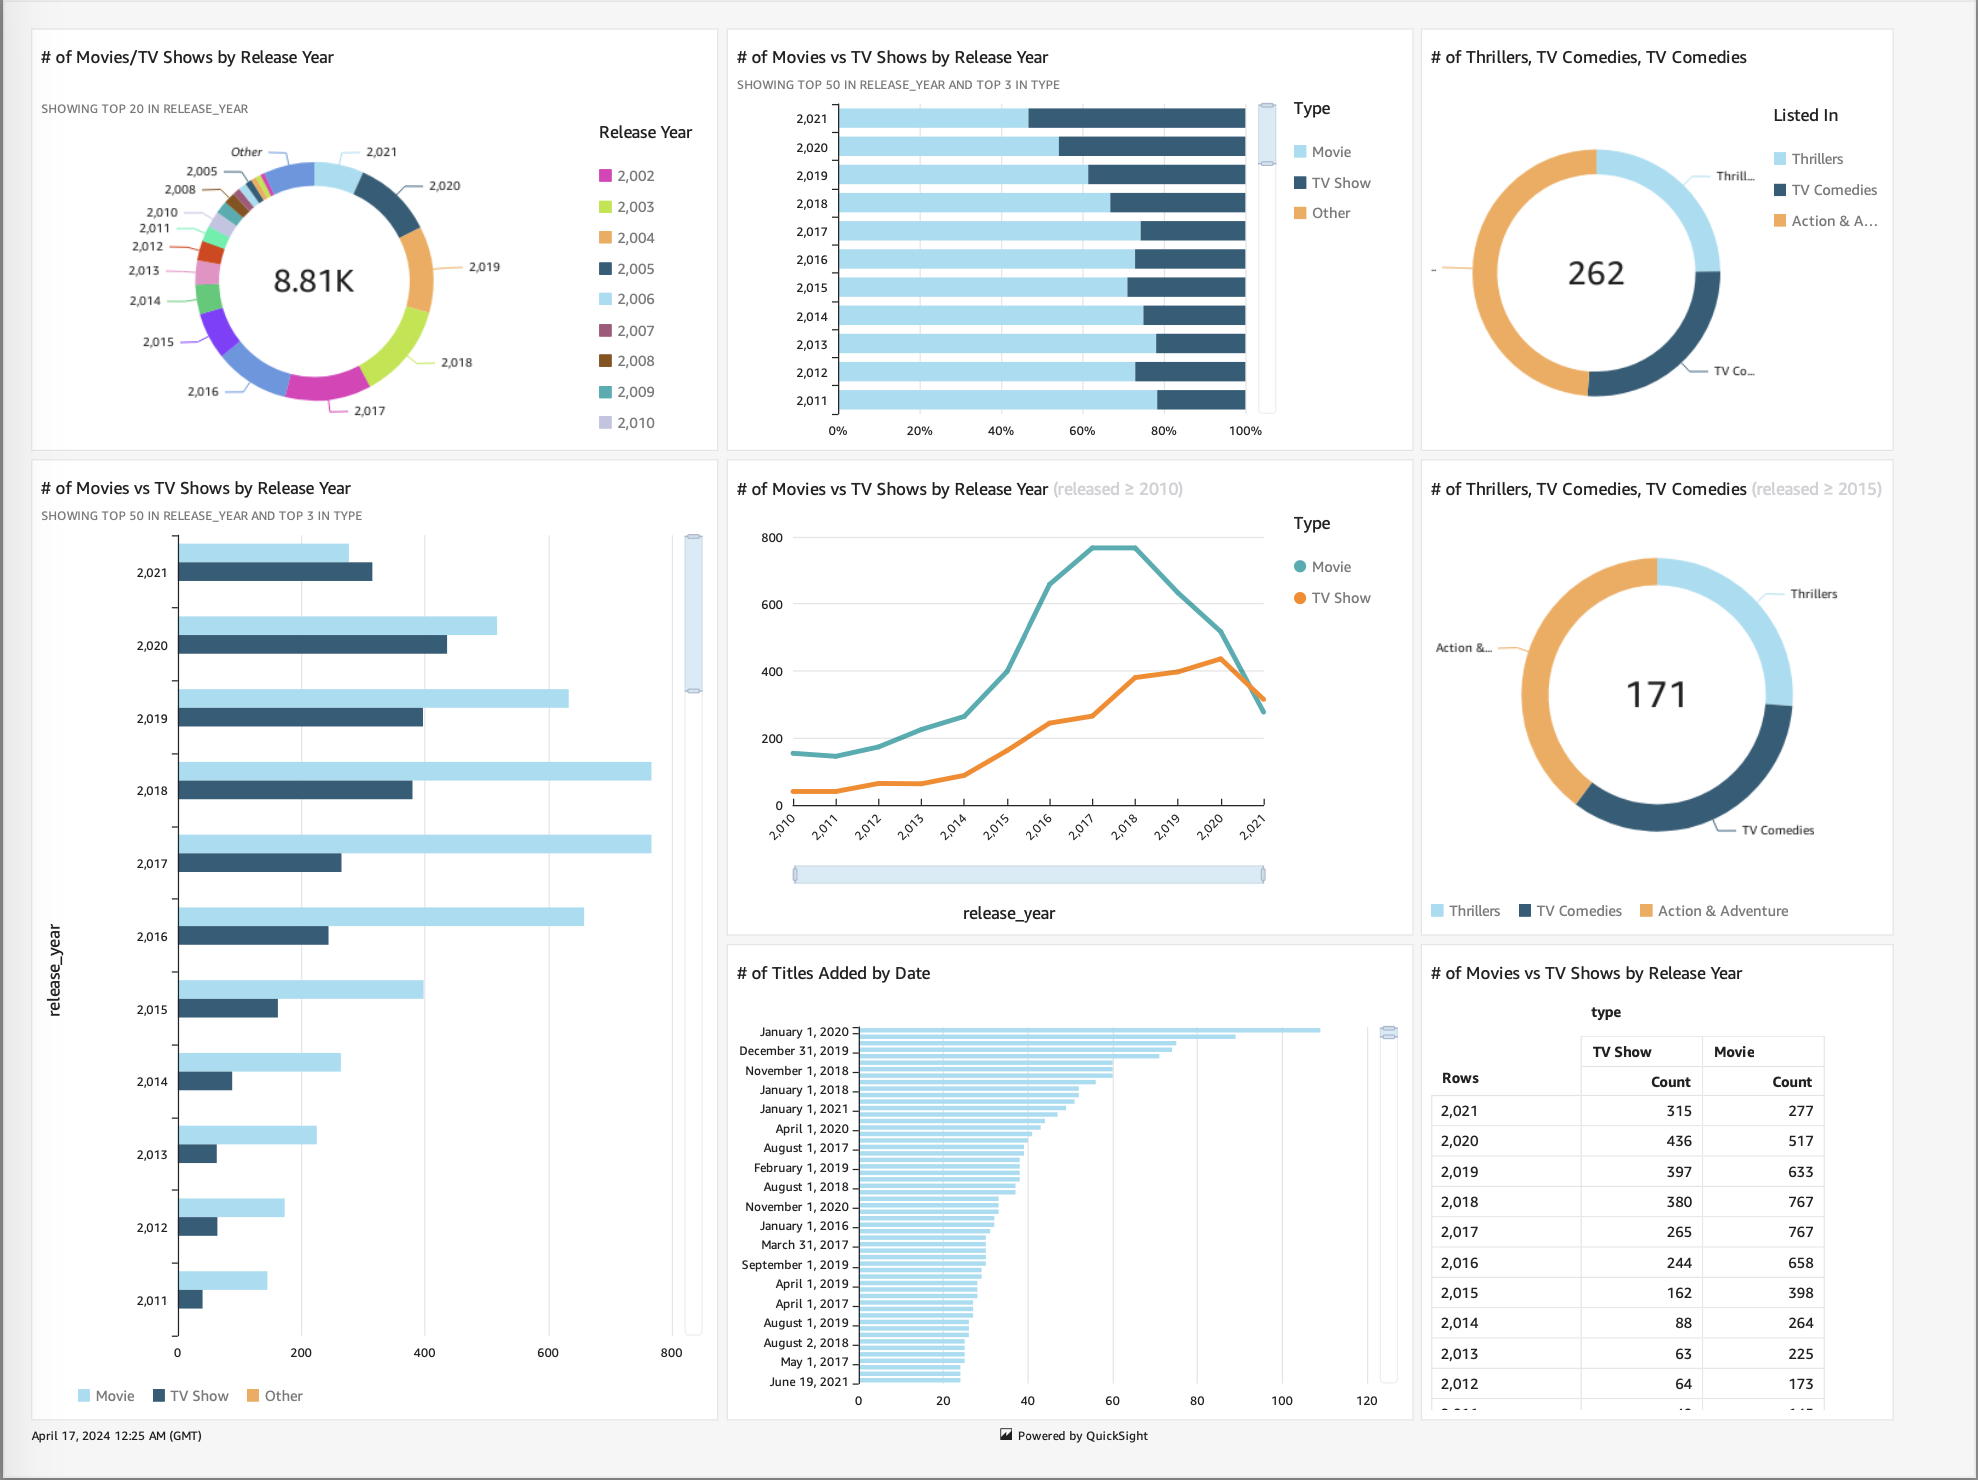 # of Movies/TV Shows by Release Year
SHOWING TOP 20 IN RELEASE_YEAR
Other
2,021
2,020
2,019
2,018
2,017
2,016
2,015
2,014
2,013
2,012
2,011
2,010
2,008
2,005
8.81K
Release Year
2,002
2,003
2,004
2,005
2,006
2,007
2,008
2,009
2,010
# of Movies vs TV Shows by Release Year
SHOWING TOP 50 IN RELEASE_YEAR AND TOP 3 IN TYPE
2,021
2,020
2,019
2,018
2,017
2,016
2,015
2,014
2,013
2,012
2,011
0% 20% 40% 60% 80% 100%
Type
Movie
TV Show
Other
# of Thrillers, TV Comedies, TV Comedies
Thrill...
TV Co...
..
262
Listed In
Thrillers
TV Comedies
Action & A...
# of Movies vs TV Shows by Release Year
SHOWING TOP 50 IN RELEASE_YEAR AND TOP 3 IN TYPE
release_year
2,021
2,020
2,019
2,018
2,017
2,016
2,015
2,014
2,013
2,012
2,011
0 200 400 600 800
Movie TV Show Other
# of Movies vs TV Shows by Release Year (released ≥ 2010)
800
600
400
200
0
2,010 2,011 2,012 2,013 2,014 2,015 2,016 2,017 2,018 2,019 2,020 2,021
release_year
Type
Movie
TV Show
# of Thrillers, TV Comedies, TV Comedies (released ≥ 2015)
Thrillers
Action &...
171
TV Comedies
Thrillers TV Comedies Action & Adventure
# of Titles Added by Date
January 1, 2020
December 31, 2019
November 1, 2018
January 1, 2018
January 1, 2021
April 1, 2020
August 1, 2017
February 1, 2019
August 1, 2018
November 1, 2020
January 1, 2016
March 31, 2017
September 1, 2019
April 1, 2019
April 1, 2017
August 1, 2019
August 2, 2018
May 1, 2017
June 19, 2021
0 20 40 60 80 100 120
# of Movies vs TV Shows by Release Year
type
TV Show Movie
Rows Count Count
2,021 315 277
2,020 436 517
2,019 397 633
2,018 380 767
2,017 265 767
2,016 244 658
2,015 162 398
2,014 88 264
2,013 63 225
2,012 64 173
April 17, 2024 12:25 AM (GMT)
Powered by QuickSight